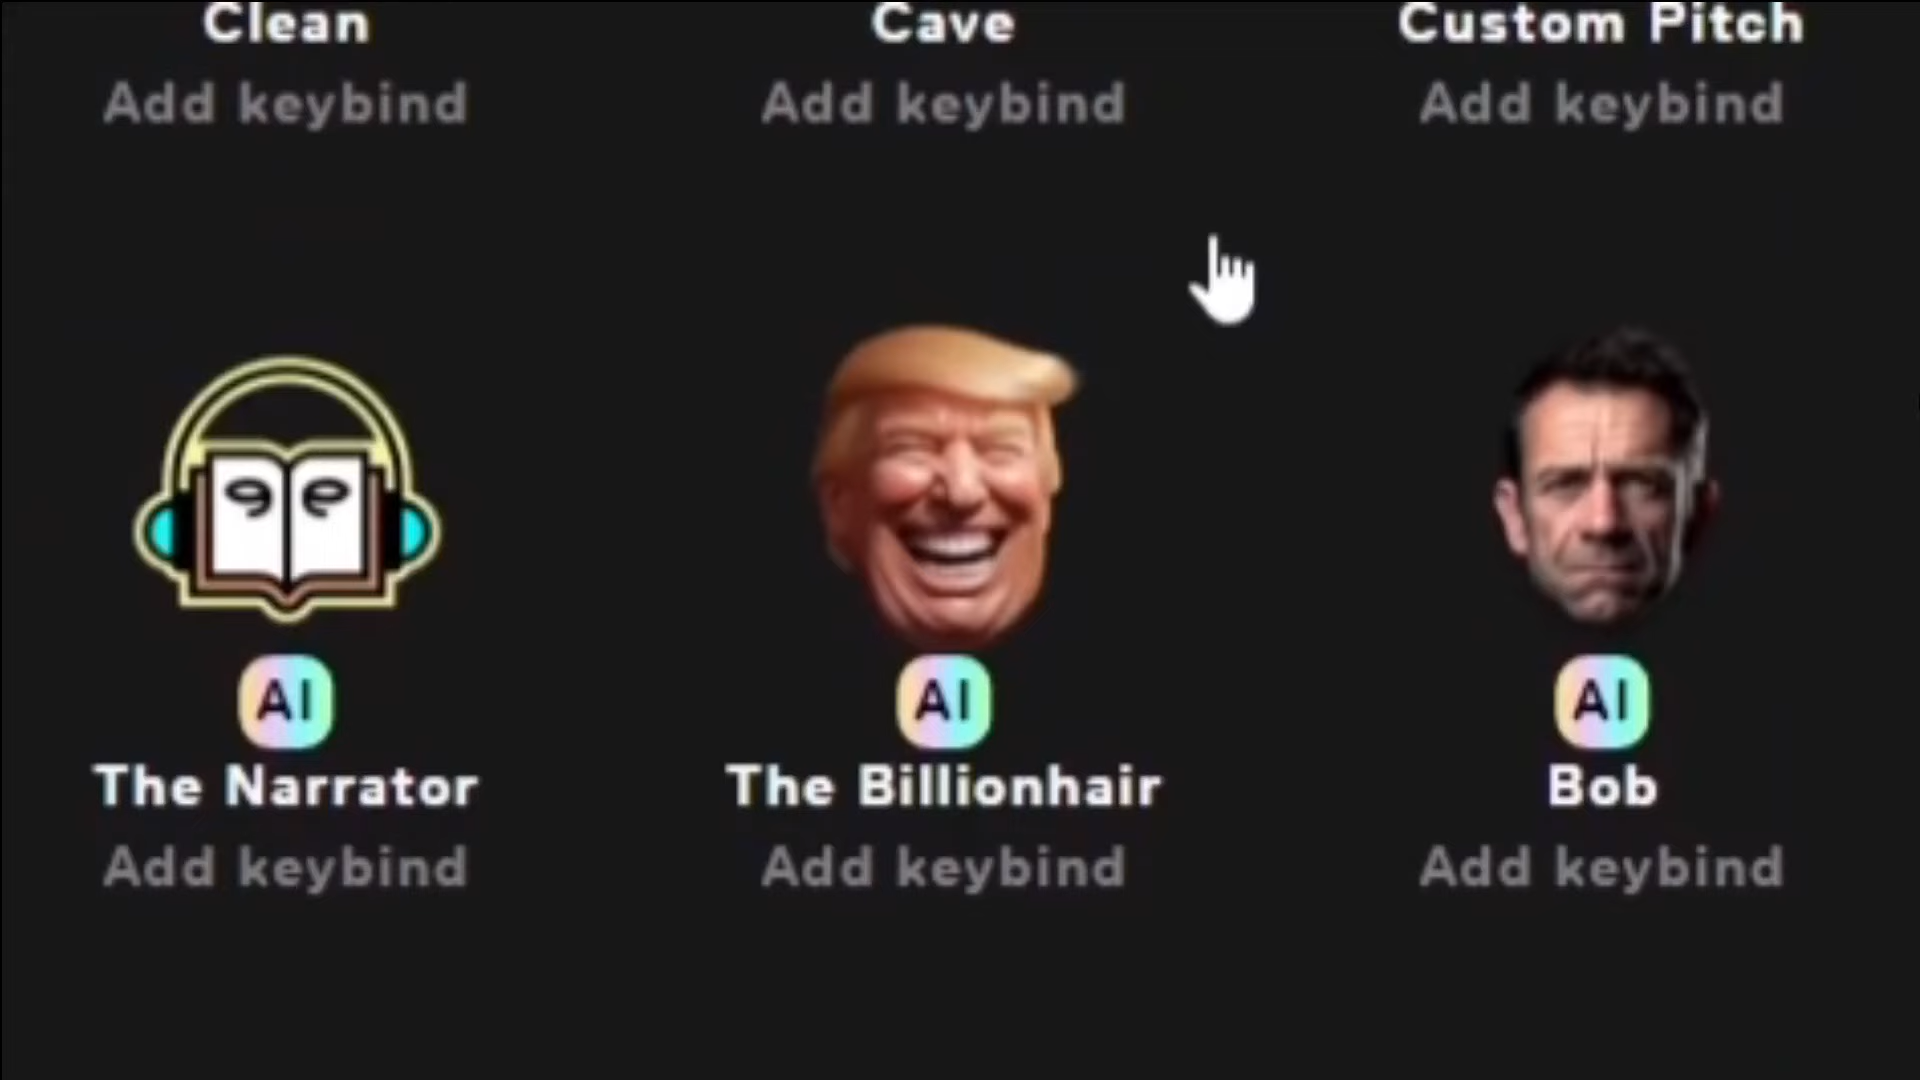 Clean
Cave
Custom Pitch
Add keybind
Add keybind
Add keybind
AI
AI
AI
The Narrator
The Billionhair
Bob
Add keybind
Add keybind
Add keybind